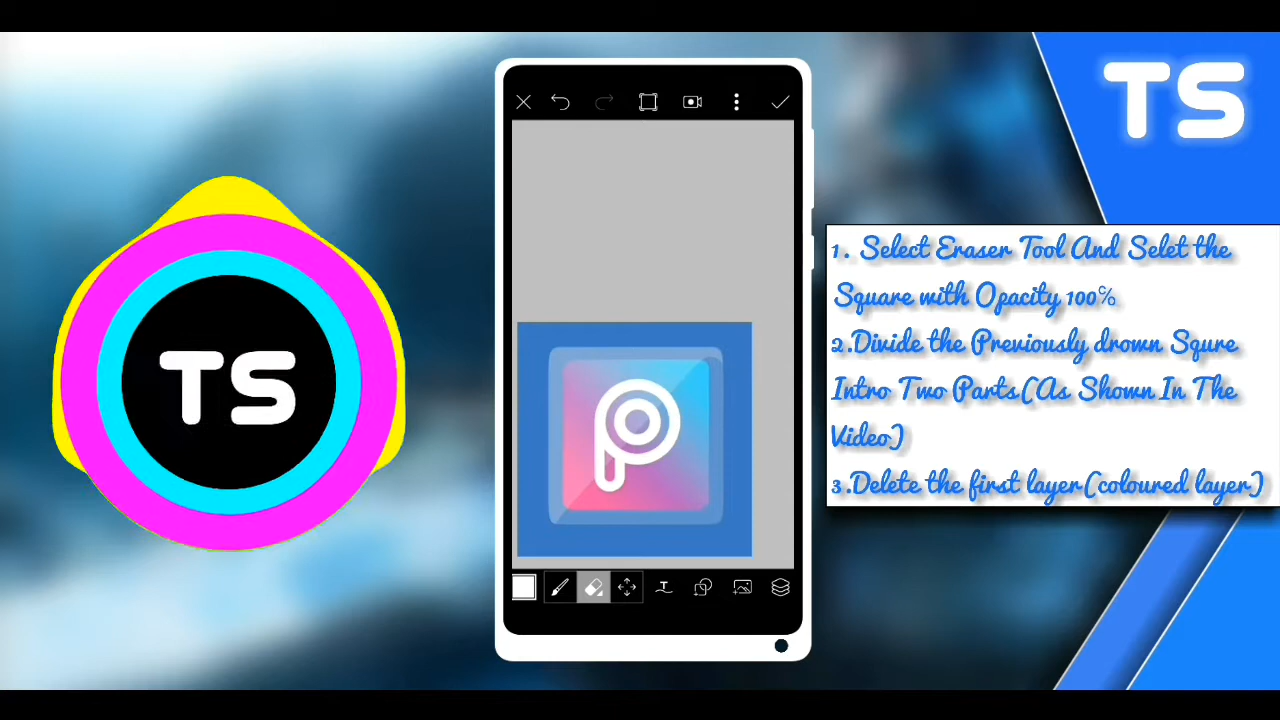 TS
TS
1. Select Eraser Tool And Selet the
Square with Opacity 100%
2.Divide the Previously drown Squre
Intro Two Parts(As Shown In The
Video)
3.Delete the first layer(coloured layer)
T